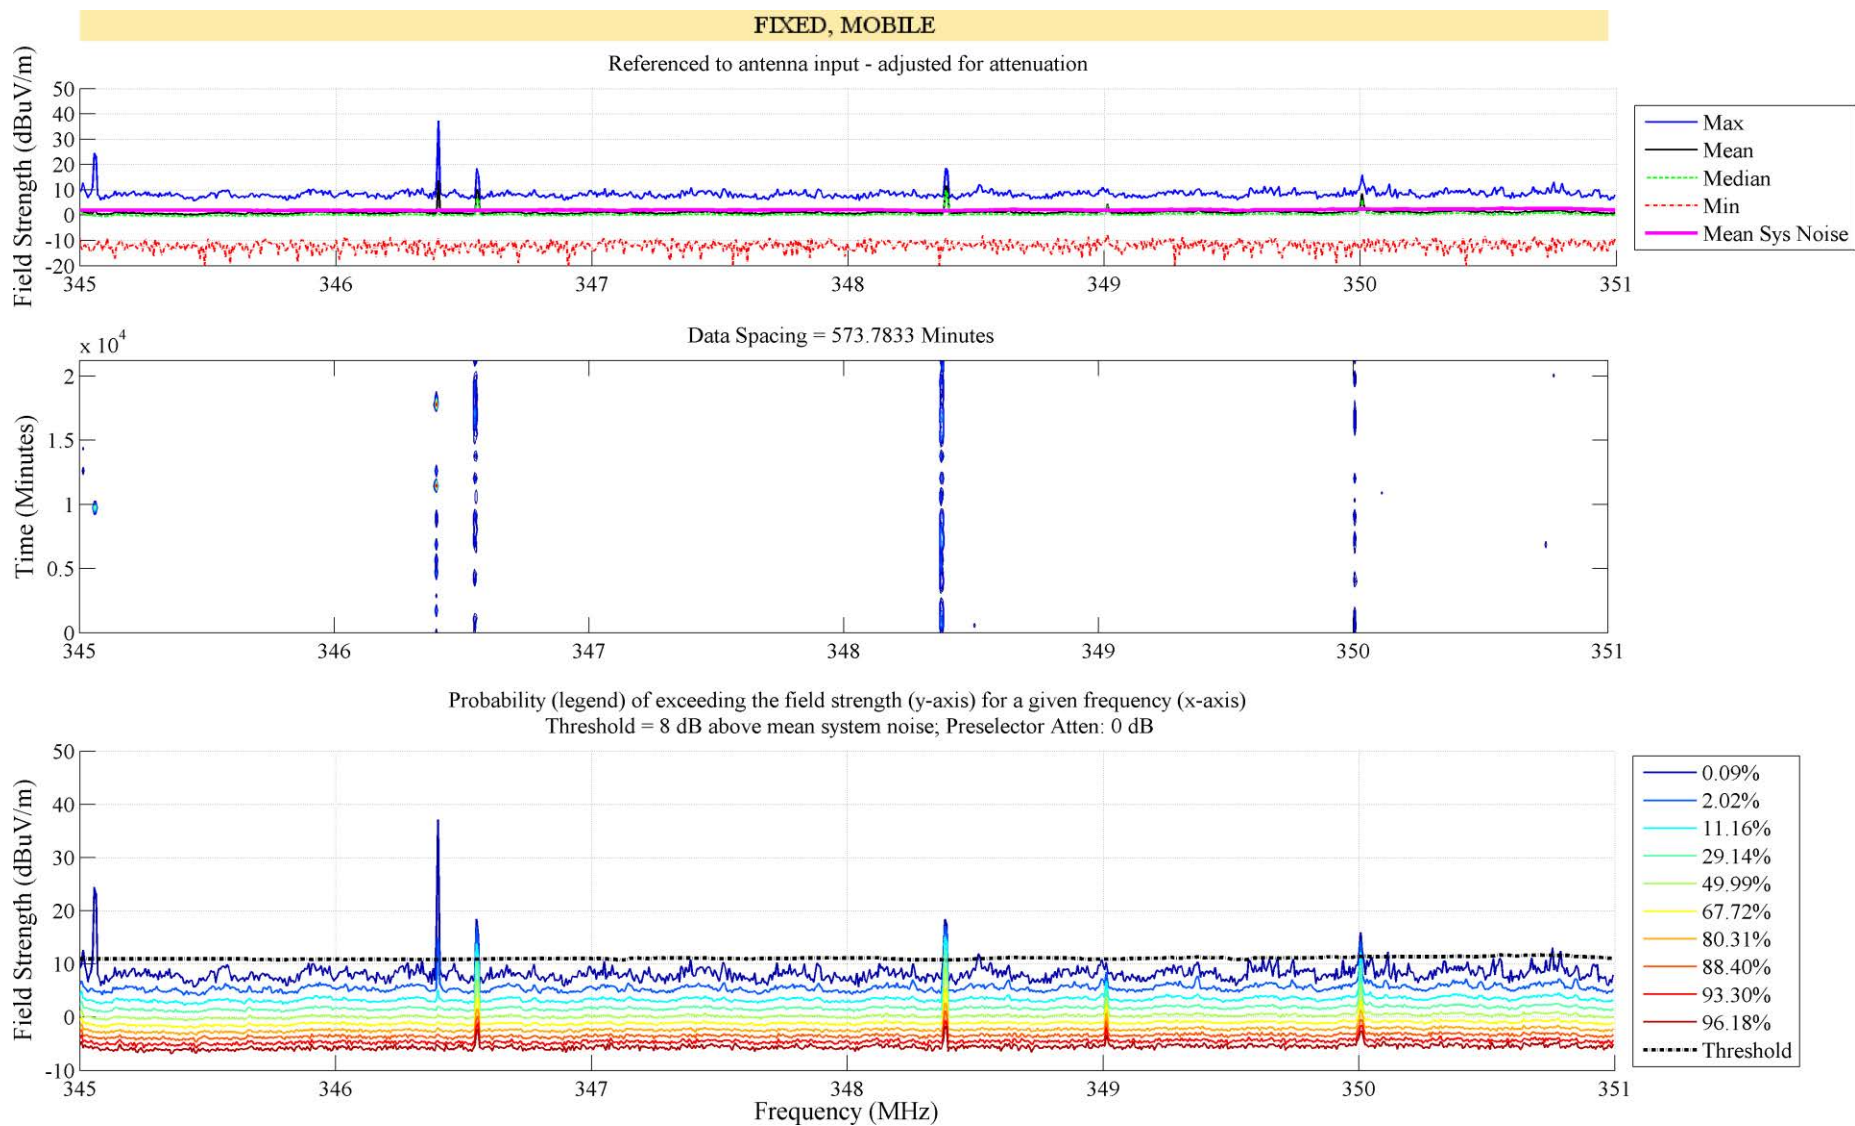 FIXED, MOBILE
Referenced to antenna input - adjusted for attenuation
Field Strength (dBuV/m)
50
40
30
20
10
0
-10
-20
345 346 347 348 349 350 351
Max
Mean
Median
Min
Mean Sys Noise
Data Spacing = 573.7833 Minutes
x 10^4
Time (Minutes)
2
1.5
1
0.5
0
345 346 347 348 349 350 351
Probability (legend) of exceeding the field strength (y-axis) for a given frequency (x-axis)
Threshold = 8 dB above mean system noise; Preselector Atten: 0 dB
Field Strength (dBuV/m)
50
40
30
20
10
0
-10
345 346 347 348 349 350 351
Frequency (MHz)
0.09%
2.02%
11.16%
29.14%
49.99%
67.72%
80.31%
88.40%
93.30%
96.18%
Threshold